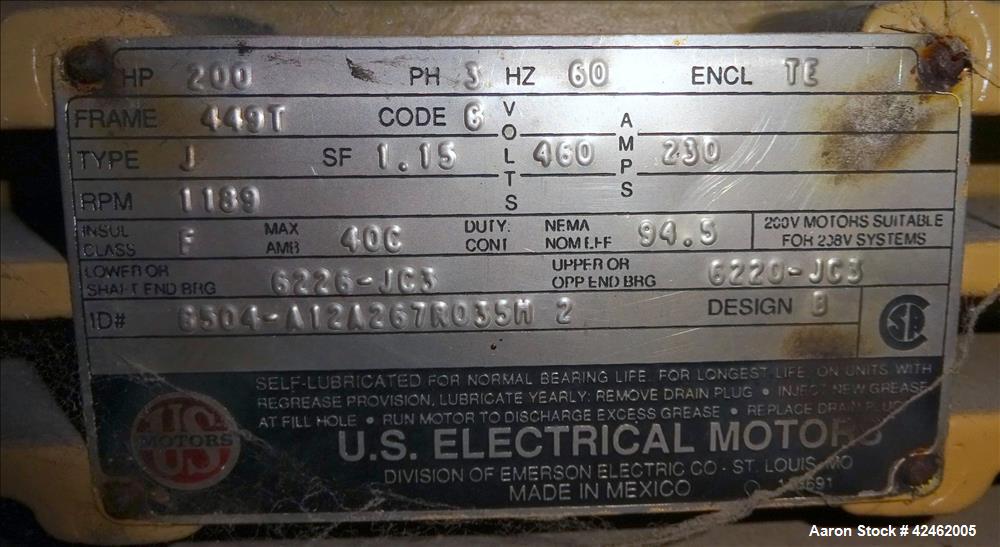 HP 200 PH 3 HZ 60 ENCL TE
FRAME 449T CODE G VOLTS AMPS
TYPE J SF 1.15 460 230
RPM 1189
INSUL CLASS F MAX AMB 40C DUTY: CONT NEMA NOM EFF 94.5 200V MOTORS SUITABLE FOR 208V SYSTEMS
LOWER OR SHAFT END BRG 6226-JC3 UPPER OR OPP END BRG 6220-JC3
ID# 8504-A12A267R035M 2 DESIGN B SA
SELF-LUBRICATED FOR NORMAL BEARING LIFE. FOR LONGEST LIFE, ON UNITS WITH
REGREASE PROVISION, LUBRICATE YEARLY: REMOVE DRAIN PLUG • INJECT NEW GREASE
AT FILL HOLE • RUN MOTOR TO DISCHARGE EXCESS GREASE • REPLACE DRAIN PLUG
US MOTORS
U.S. ELECTRICAL MOTORS
DIVISION OF EMERSON ELECTRIC CO - ST. LOUIS, MO
MADE IN MEXICO
Aaron Stock # 42462005